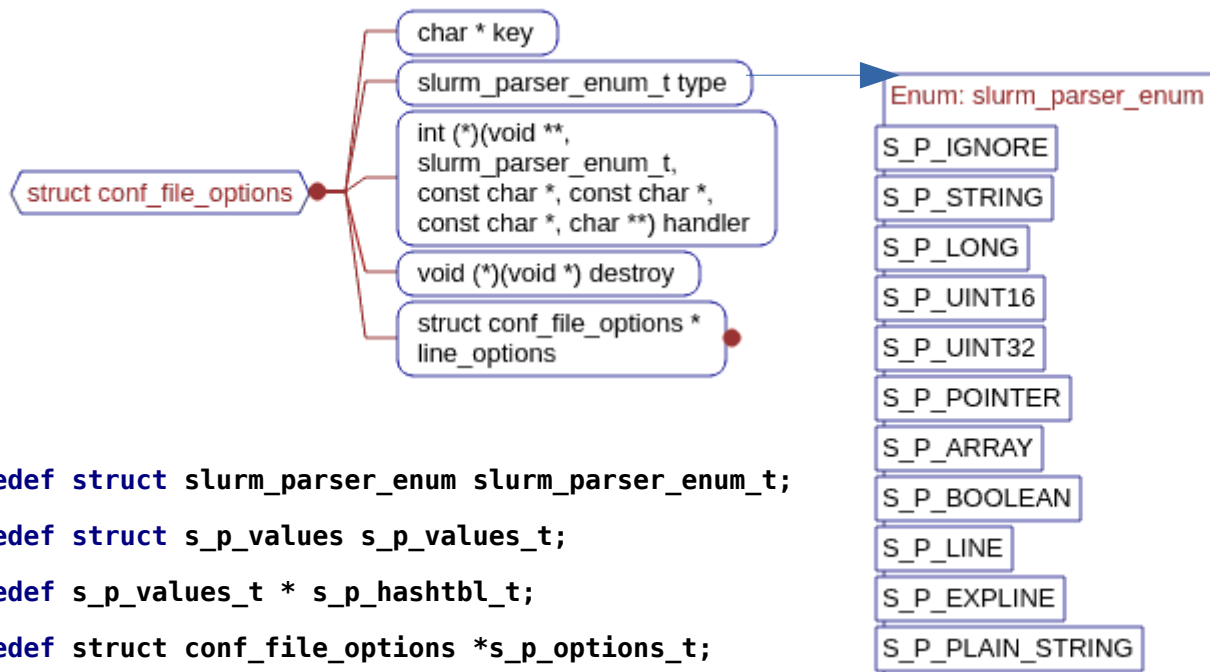 char * key
slurm_parser_enum_t type
int (*)(void **,
slurm_parser_enum_t,
const char *, const char *,
const char *, char **) handler
struct conf_file_options
void (*)(void *) destroy
struct conf_file_options *
line_options
Enum: slurm_parser_enum
S_P_IGNORE
S_P_STRING
S_P_LONG
S_P_UINT16
S_P_UINT32
S_P_POINTER
S_P_ARRAY
S_P_BOOLEAN
S_P_LINE
S_P_EXPLINE
S_P_PLAIN_STRING
edef struct slurm_parser_enum slurm_parser_enum_t;
edef struct s_p_values s_p_values_t;
edef s_p_values_t * s_p_hashtbl_t;
edef struct conf_file_options *s_p_options_t;